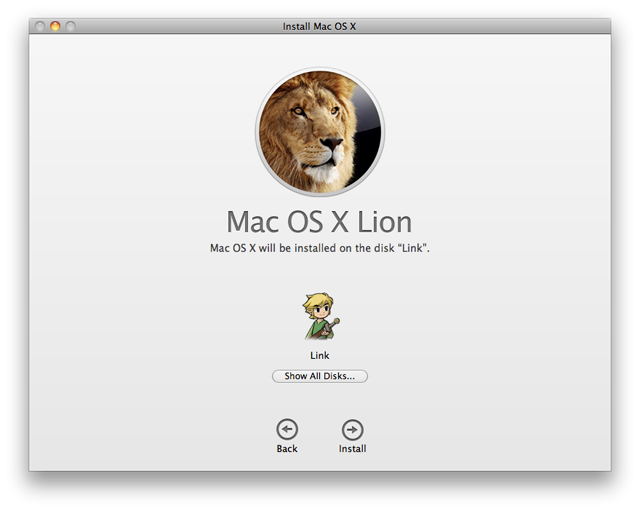 Install Mac OS X
Mac OS X Lion
Mac OS X will be installed on the disk “Link”.
Link
Show All Disks...
Back
Install